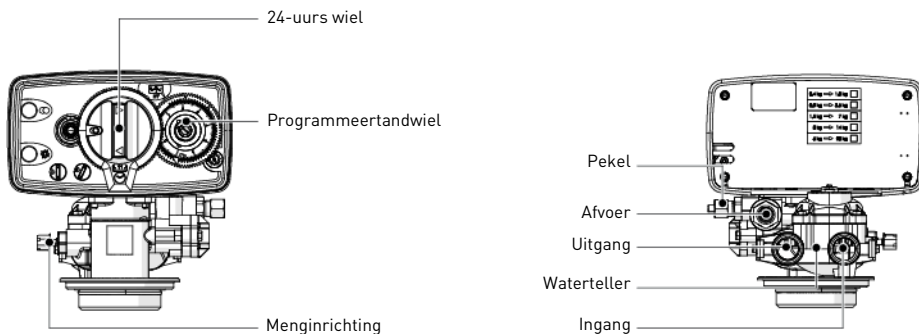 24-uurs wiel
Programmeertandwiel
Menginrichting
Pekel
Afvoer
Uitgang
Waterteller
Ingang